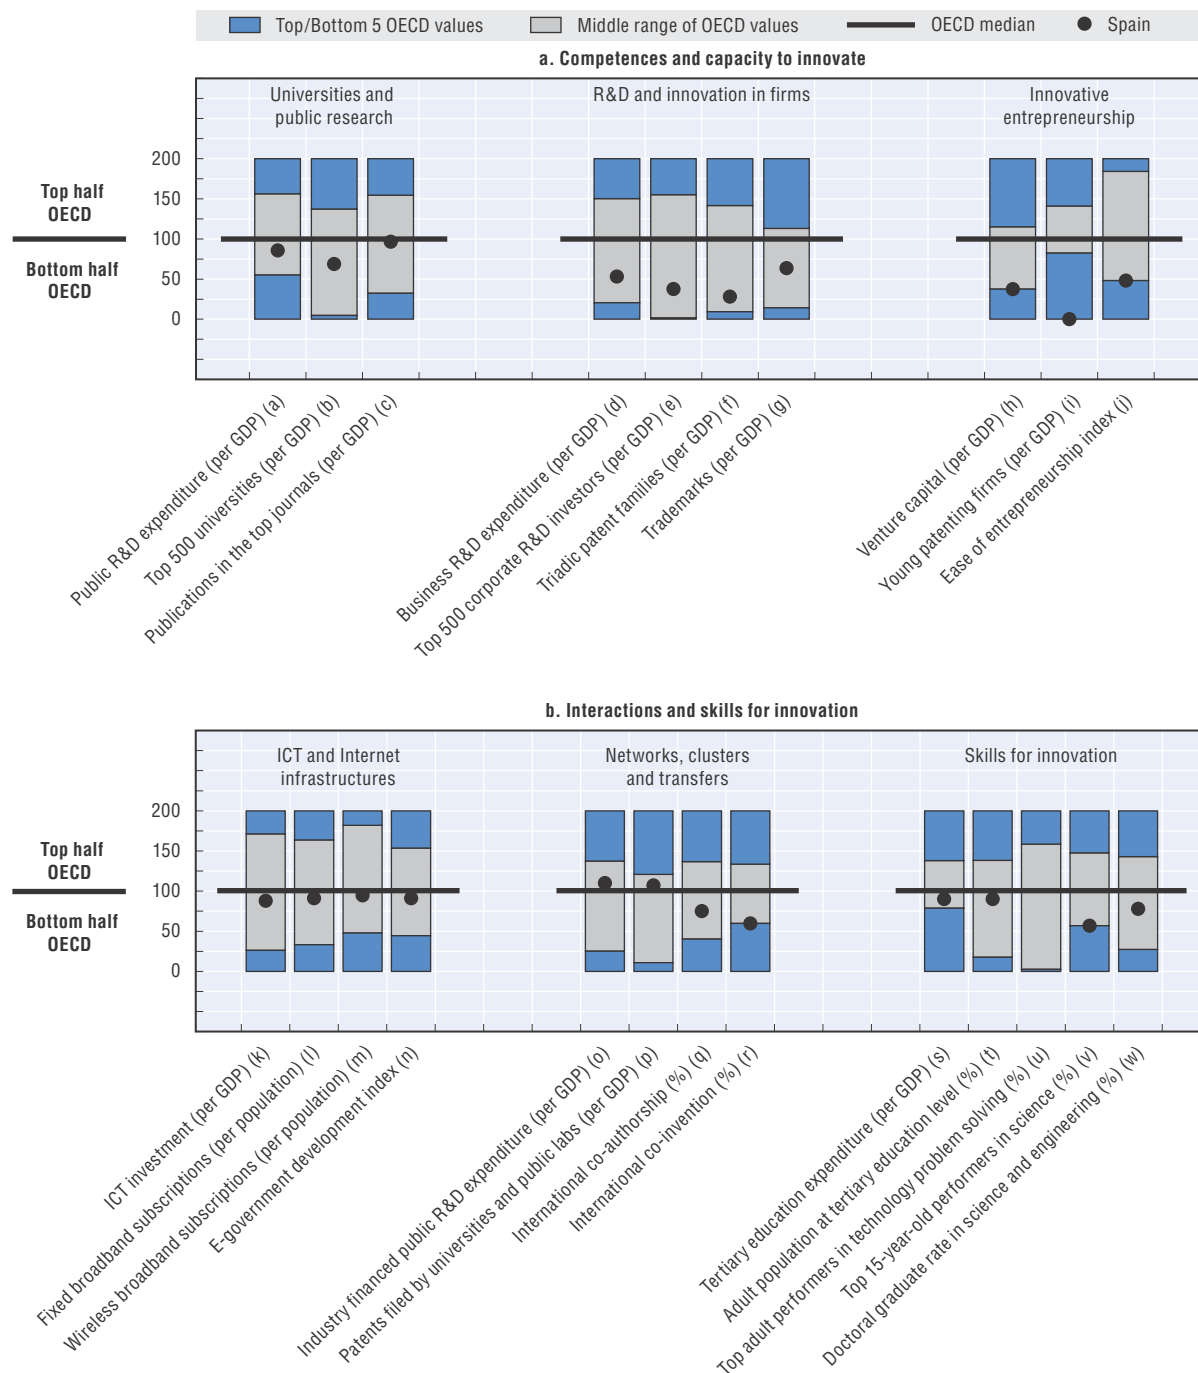 Top/Bottom 5 OECD values
Middle range of OECD values
OECD median
Spain
a. Competences and capacity to innovate
Universities and
public research
R&D and innovation in firms
Innovative
entrepreneurship
200
150
100
50
0
Top half
OECD
Bottom half
OECD
Public R&D expenditure (per GDP) (a)
Top 500 universities (per GDP) (b)
Publications in the top journals (per GDP) (c)
Business R&D expenditure (per GDP) (d)
Top 500 corporate R&D investors (per GDP) (e)
Triadic patent families (per GDP) (f)
Trademarks (per GDP) (g)
Venture capital (per GDP) (h)
Young patenting firms (per GDP) (i)
Ease of entrepreneurship index (j)
b. Interactions and skills for innovation
ICT and Internet
infrastructures
Networks, clusters
and transfers
Skills for innovation
200
150
100
50
0
Top half
OECD
Bottom half
OECD
ICT investment (per GDP) (k)
Fixed broadband subscriptions (per population) (l)
Wireless broadband subscriptions (per population) (m)
E-government development index (n)
Industry financed public R&D expenditure (per GDP) (o)
Patents filed by universities and public labs (per GDP) (p)
International co-authorship (%) (q)
International co-invention (%) (r)
Tertiary education expenditure (per GDP) (s)
Adult population at tertiary education level (%) (t)
Top adult performers in technology problem solving (%) (u)
Top 15-year-old performers in science (%) (v)
Doctoral graduate rate in science and engineering (%) (w)